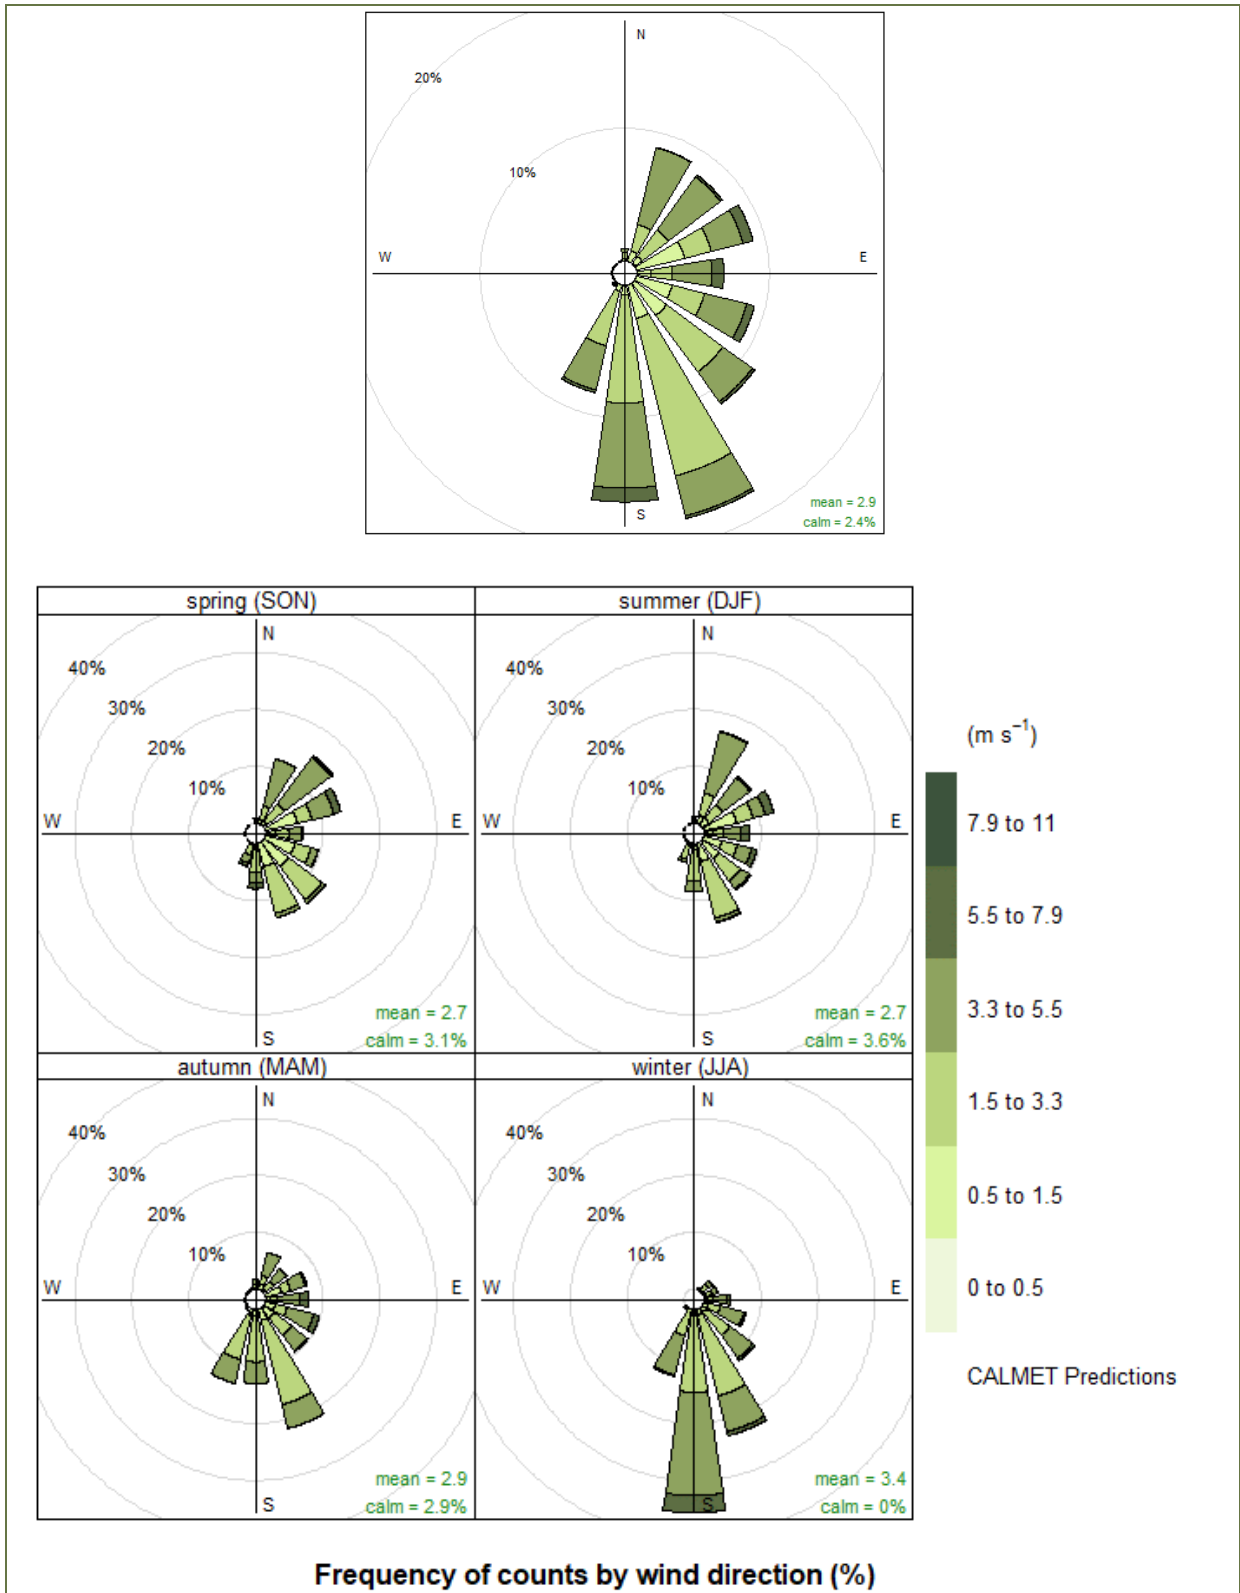 N
20%
10%
W
E
S
mean = 2.9
calm = 2.4%
spring (SON)
N
40%
30%
20%
10%
W
E
mean = 2.7
S
calm = 3.1%
summer (DJF)
N
40%
30%
20%
10%
W
E
mean = 2.7
S
calm = 3.6%
autumn (MAM)
N
40%
30%
20%
10%
W
E
mean = 2.9
S
calm = 2.9%
winter (JJA)
N
40%
30%
20%
10%
W
E
mean = 3.4
S
calm = 0%
(m s⁻¹)
7.9 to 11
5.5 to 7.9
3.3 to 5.5
1.5 to 3.3
0.5 to 1.5
0 to 0.5
CALMET Predictions
Frequency of counts by wind direction (%)